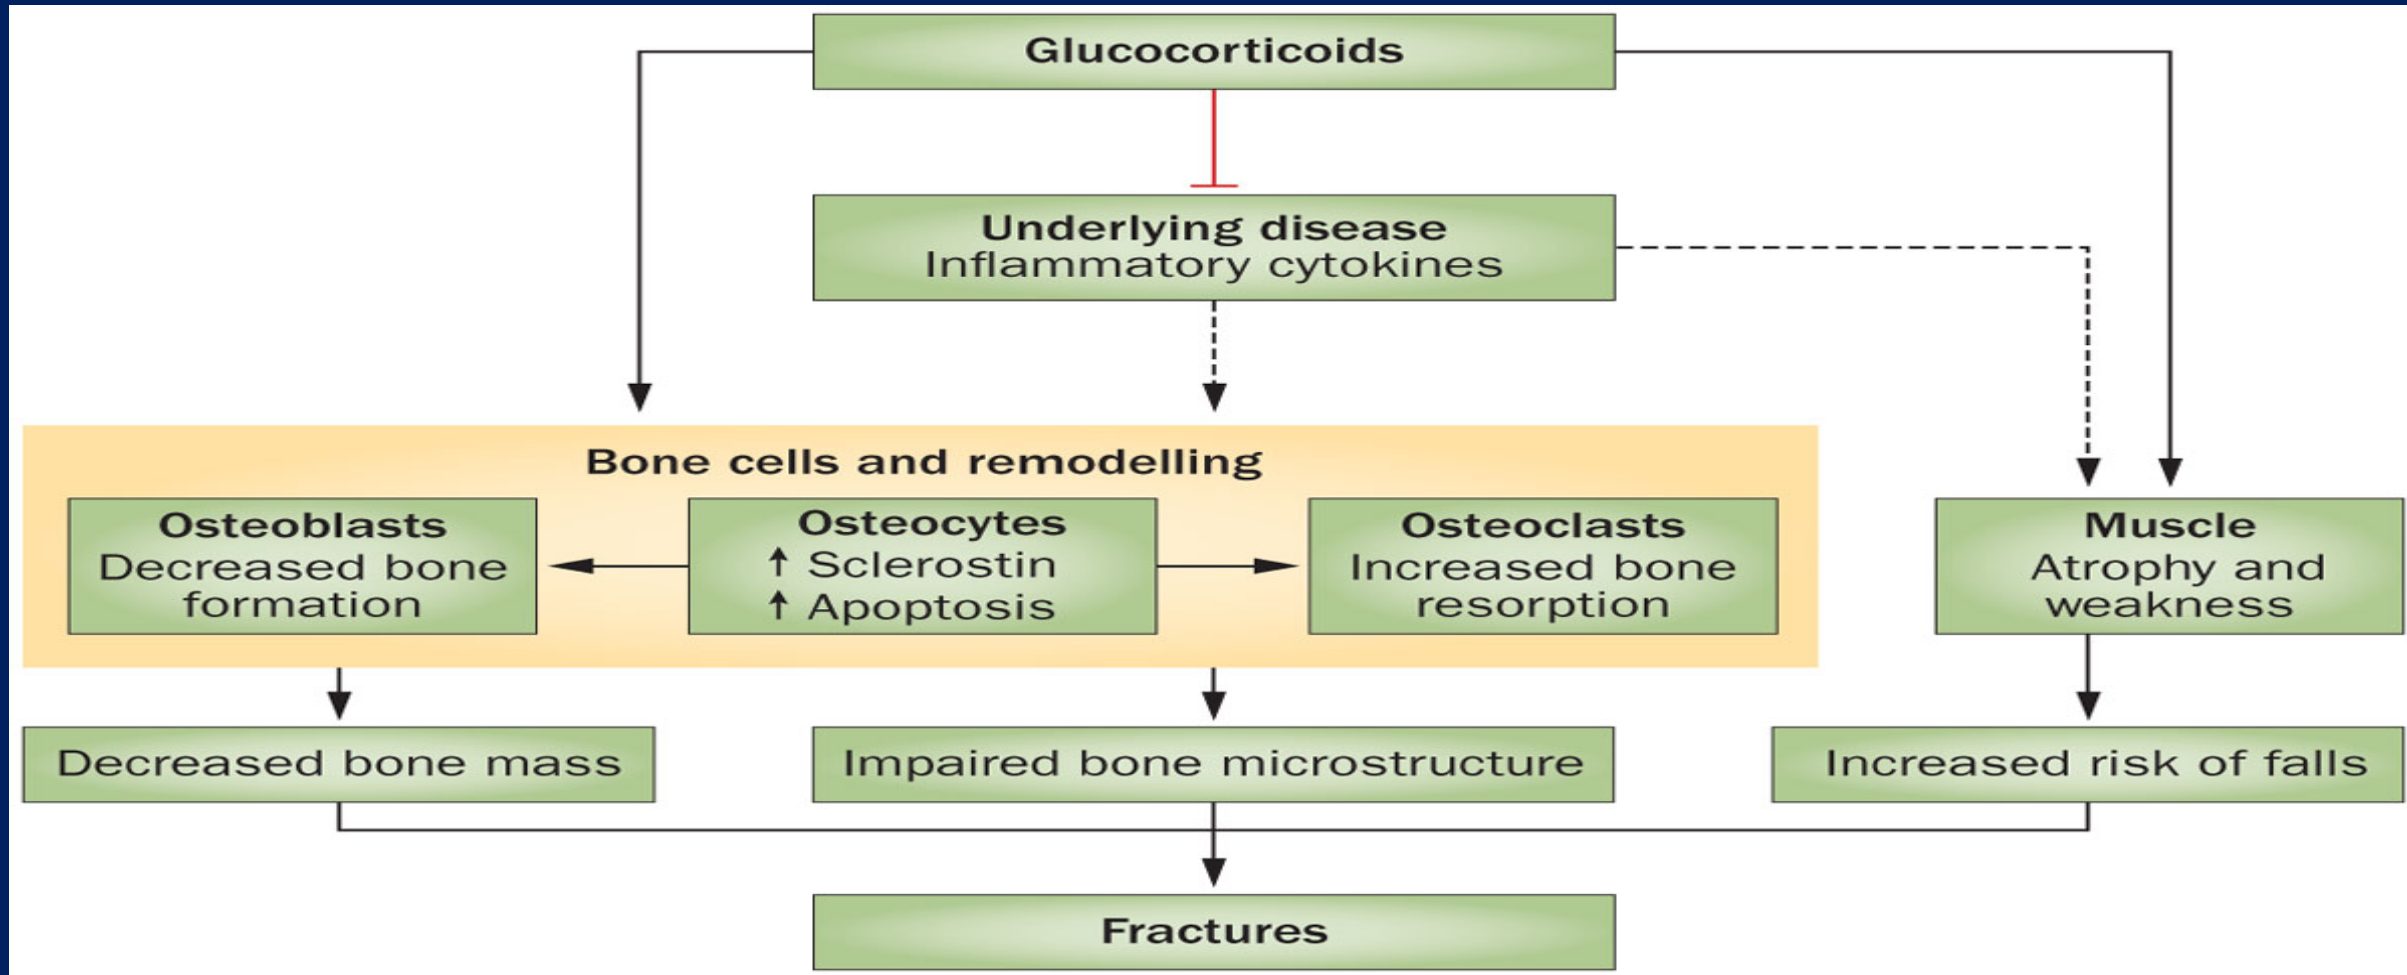 Glucocorticoids
Underlying disease
Inflammatory cytokines
Bone cells and remodelling
Osteoblasts
Decreased bone
formation
Osteocytes
↑ Sclerostin
↑ Apoptosis
Osteoclasts
Increased bone
resorption
Muscle
Atrophy and
weakness
Decreased bone mass
Impaired bone microstructure
Increased risk of falls
Fractures